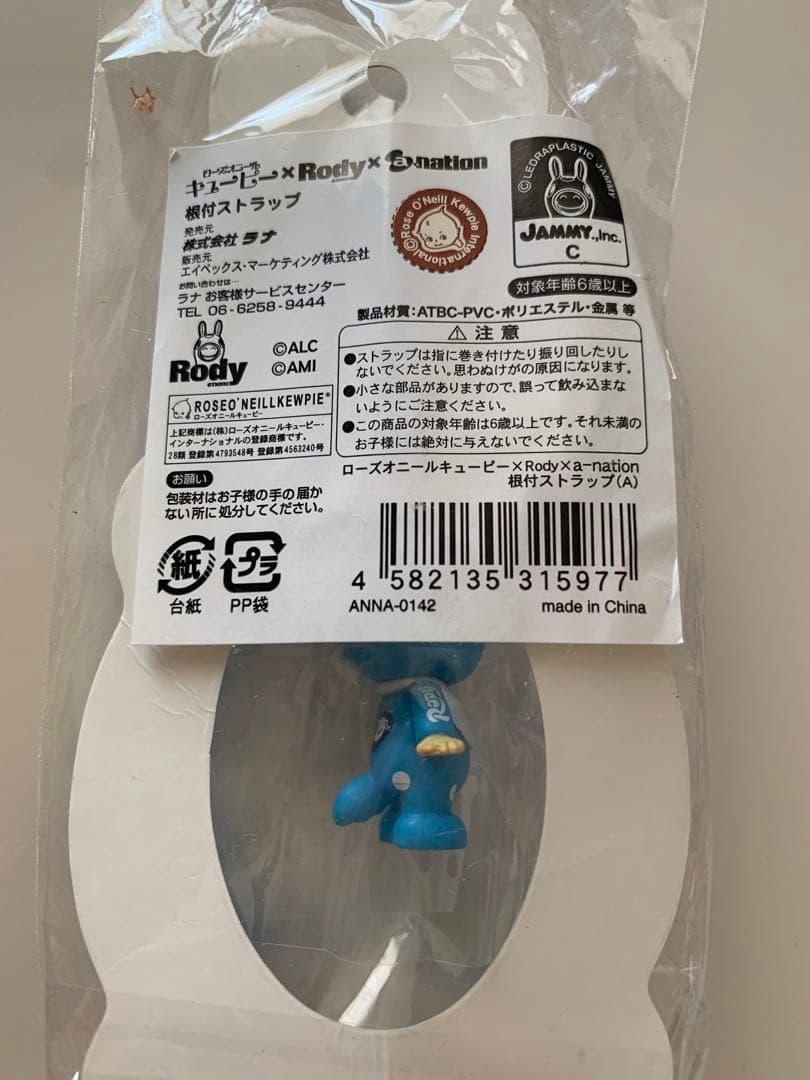 ローズオニール
キューピー×Rody×a-nation
根付ストラップ
発売元
株式会社 ラナ
販売元
エイベックス・マーケティング株式会社
お問い合わせは…
ラナ お客様サービスセンター
TEL 06-6258-9444
©Rose O'Neill Kewpie International
©LEDRAPLASTIC JAMMY
JAMMY.,Inc.
C
対象年齢6歳以上
製品材質:ATBC-PVC・ポリエステル・金属 等
⚠ 注 意
●ストラップは指に巻き付けたり振り回したりし
ないでください。思わぬけがの原因になります。
●小さな部品がありますので、誤って飲み込まな
いようにご注意ください。
●この商品の対象年齢は6歳以上です。それ未満の
お子様には絶対に与えないでください。
Rody
©ALC
©AMI
ROSEO'NEILLKEWPIE®
ローズオニールキューピー
上記商標は(株)ローズオニールキューピー・
インターナショナルの登録商標です。
28類 登録第4793548号 登録第4563240号
お願い
包装材はお子様の手の届か
ない所に処分してください。
紙
台紙
プラ
PP袋
ローズオニールキューピー×Rody×a-nation
根付ストラップ(A)
4 582135 315977
ANNA-0142
made in China